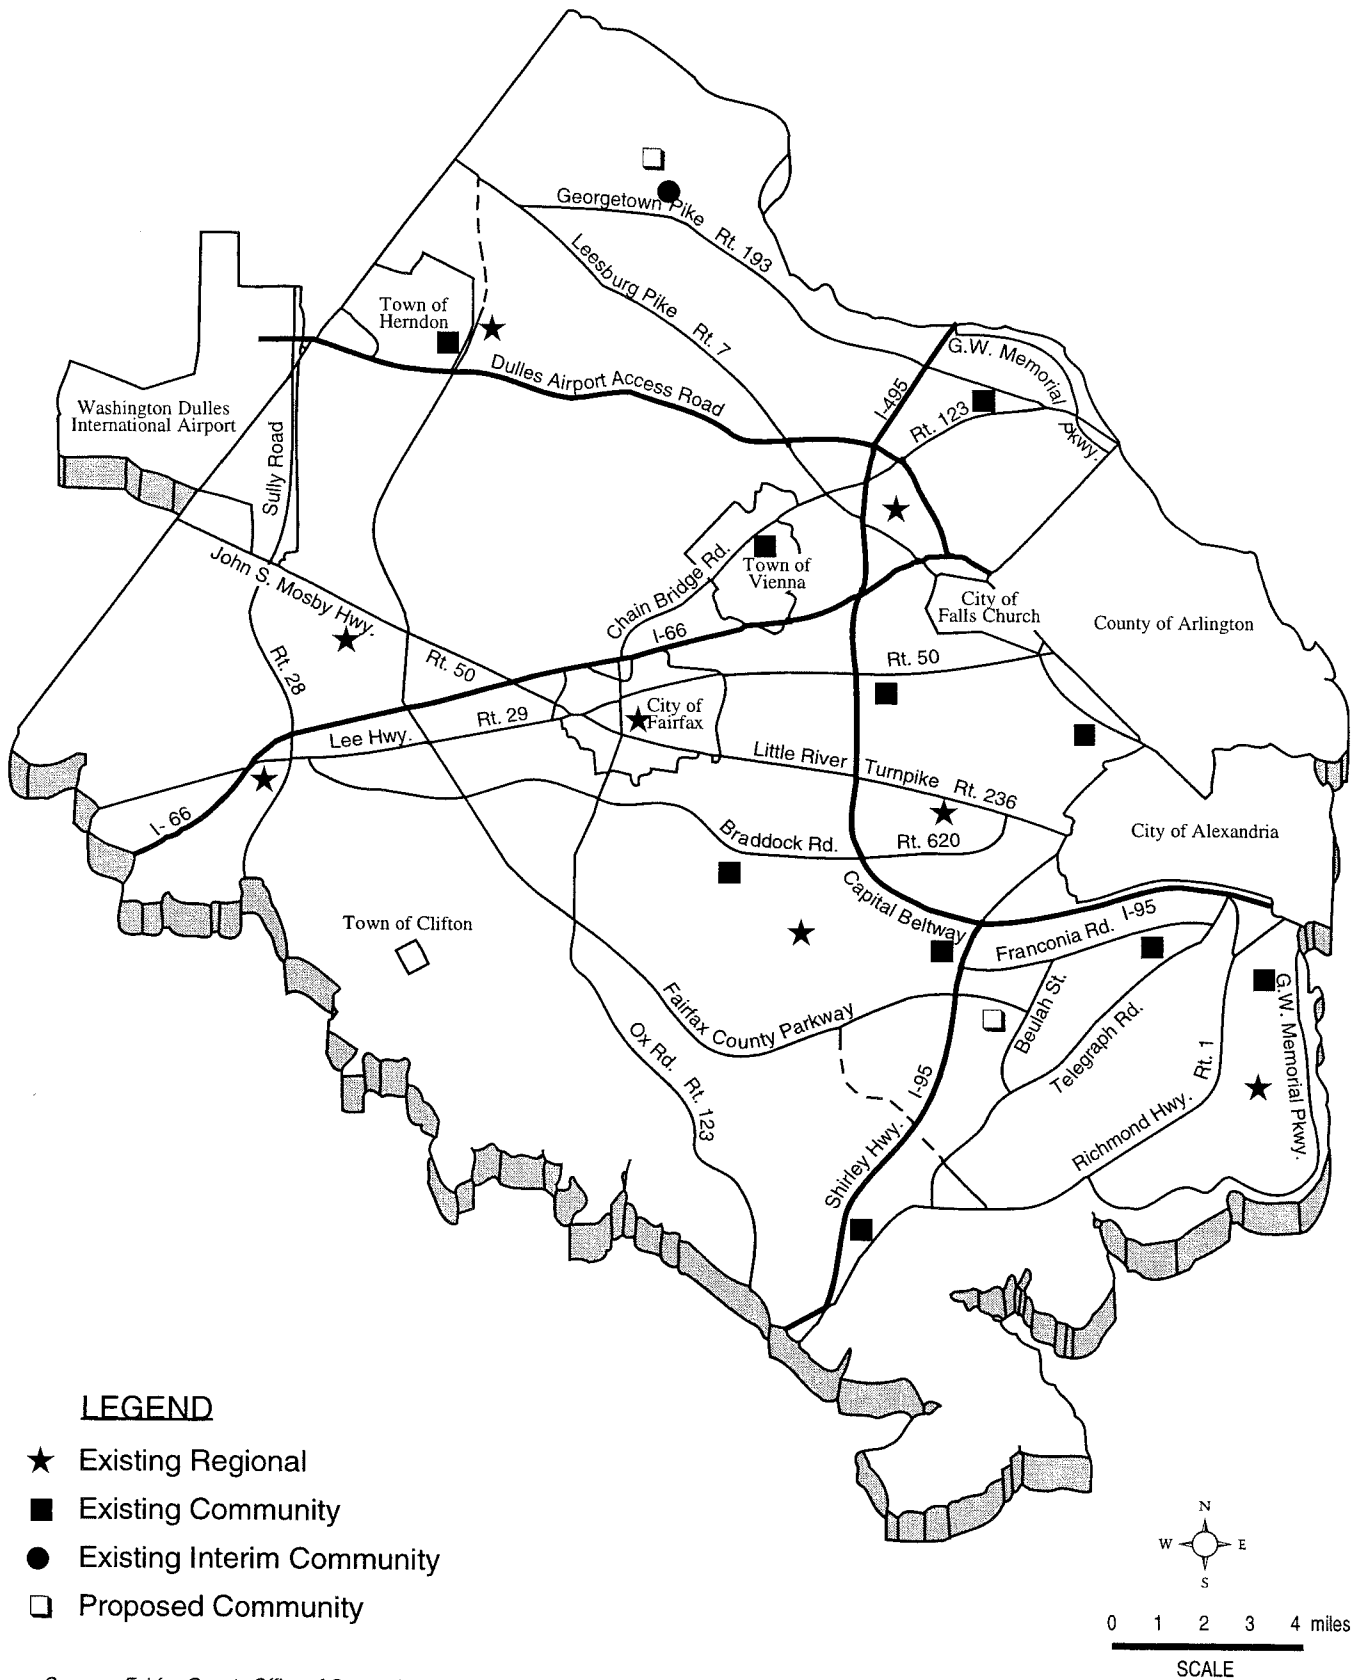 Georgetown Pike Rt. 193
Leesburg Pike Rt. 7
Town of
Herndon
Dulles Airport Access Road
G.W. Memorial Pkwy.
I-495
Rt. 123
Washington Dulles
International Airport
Sully Road
John S. Mosby Hwy.
Rt. 50
Chain Bridge Rd.
Town of
Vienna
I-66
City of
Falls Church
County of Arlington
Rt. 50
Rt. 28
City of
Fairfax
Lee Hwy. Rt. 29
Little River Turnpike Rt. 236
I- 66
Braddock Rd. Rt. 620
City of Alexandria
Capital Beltway
I-95
Town of Clifton
Franconia Rd.
Fairfax County Parkway
Beulah St.
Telegraph Rd.
G.W. Memorial Pkwy.
Ox Rd. Rt. 123
Shirley Hwy. I-95
Richmond Hwy. Rt. 1
LEGEND
Existing Regional
Existing Community
Existing Interim Community
Proposed Community
N
W E
S
0 1 2 3 4 miles
SCALE